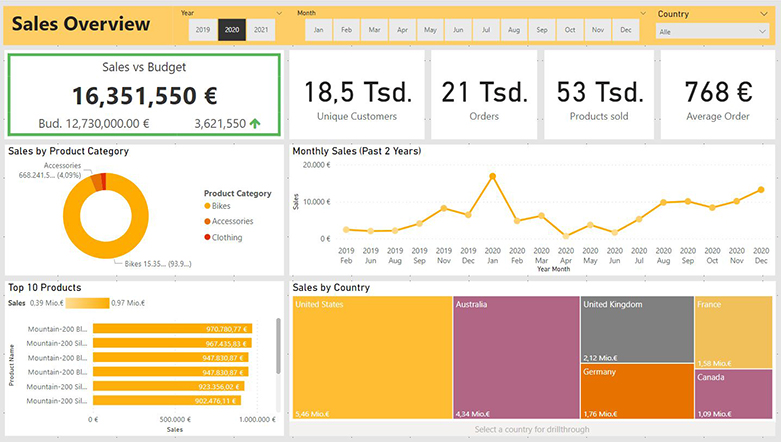 Sales Overview
Year
2019 2020 2021
Month
Jan Feb Mar Apr May Jun Jul Aug Sep Oct Nov Dec
Country
Alle
Sales vs Budget
16,351,550 €
Bud. 12,730,000.00 €
3,621,550
18,5 Tsd.
Unique Customers
21 Tsd.
Orders
53 Tsd.
Products sold
768 €
Average Order
Sales by Product Category
Accessories
668.241.5... (4.09%)
Bikes 15.35... (93.9...)
Product Category
Bikes
Accessories
Clothing
Monthly Sales (Past 2 Years)
Sales
20.000 €
10.000 €
0 €
2019 2019 2019 2019 2019 2019 2020 2020 2020 2020 2020 2020 2020 2020 2020 2020 2020 2020
Feb Jun Aug Sep Nov Dec Jan Feb Mar Apr May Jun Jul Aug Sep Oct Nov Dec
Year Month
Top 10 Products
Sales 0,39 Mio.€ 0.97 Mio.€
Product Name
Mountain-200 Bl... 970.780,77 €
Mountain-200 Sil... 967.435,83 €
Mountain-200 Bl... 947.830,87 €
Mountain-200 Bl... 947.830,87 €
Mountain-200 Sil... 923.356,02 €
Mountain-200 Sil... 902.476,11 €
0 € 500.000 € 1.000.000 €
Sales
Sales by Country
United States
5,46 Mio.€
Australia
4,34 Mio.€
United Kingdom
2,12 Mio.€
Germany
1,76 Mio.€
France
1,58 Mio.€
Canada
1,09 Mio.€
Select a country for drillthrough